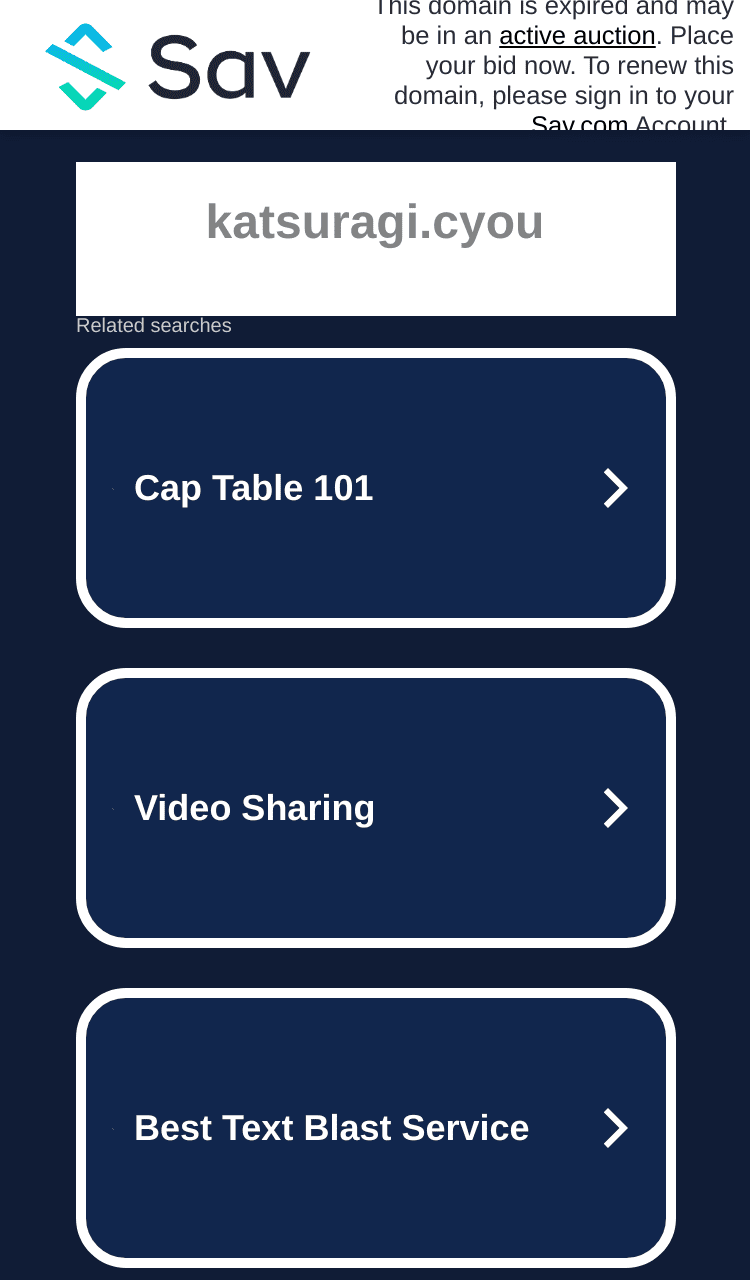 Sav
This domain is expired and may
be in an active auction. Place
your bid now. To renew this
domain, please sign in to your
Sav.com Account.
katsuragi.cyou
Related searches
Cap Table 101
Video Sharing
Best Text Blast Service